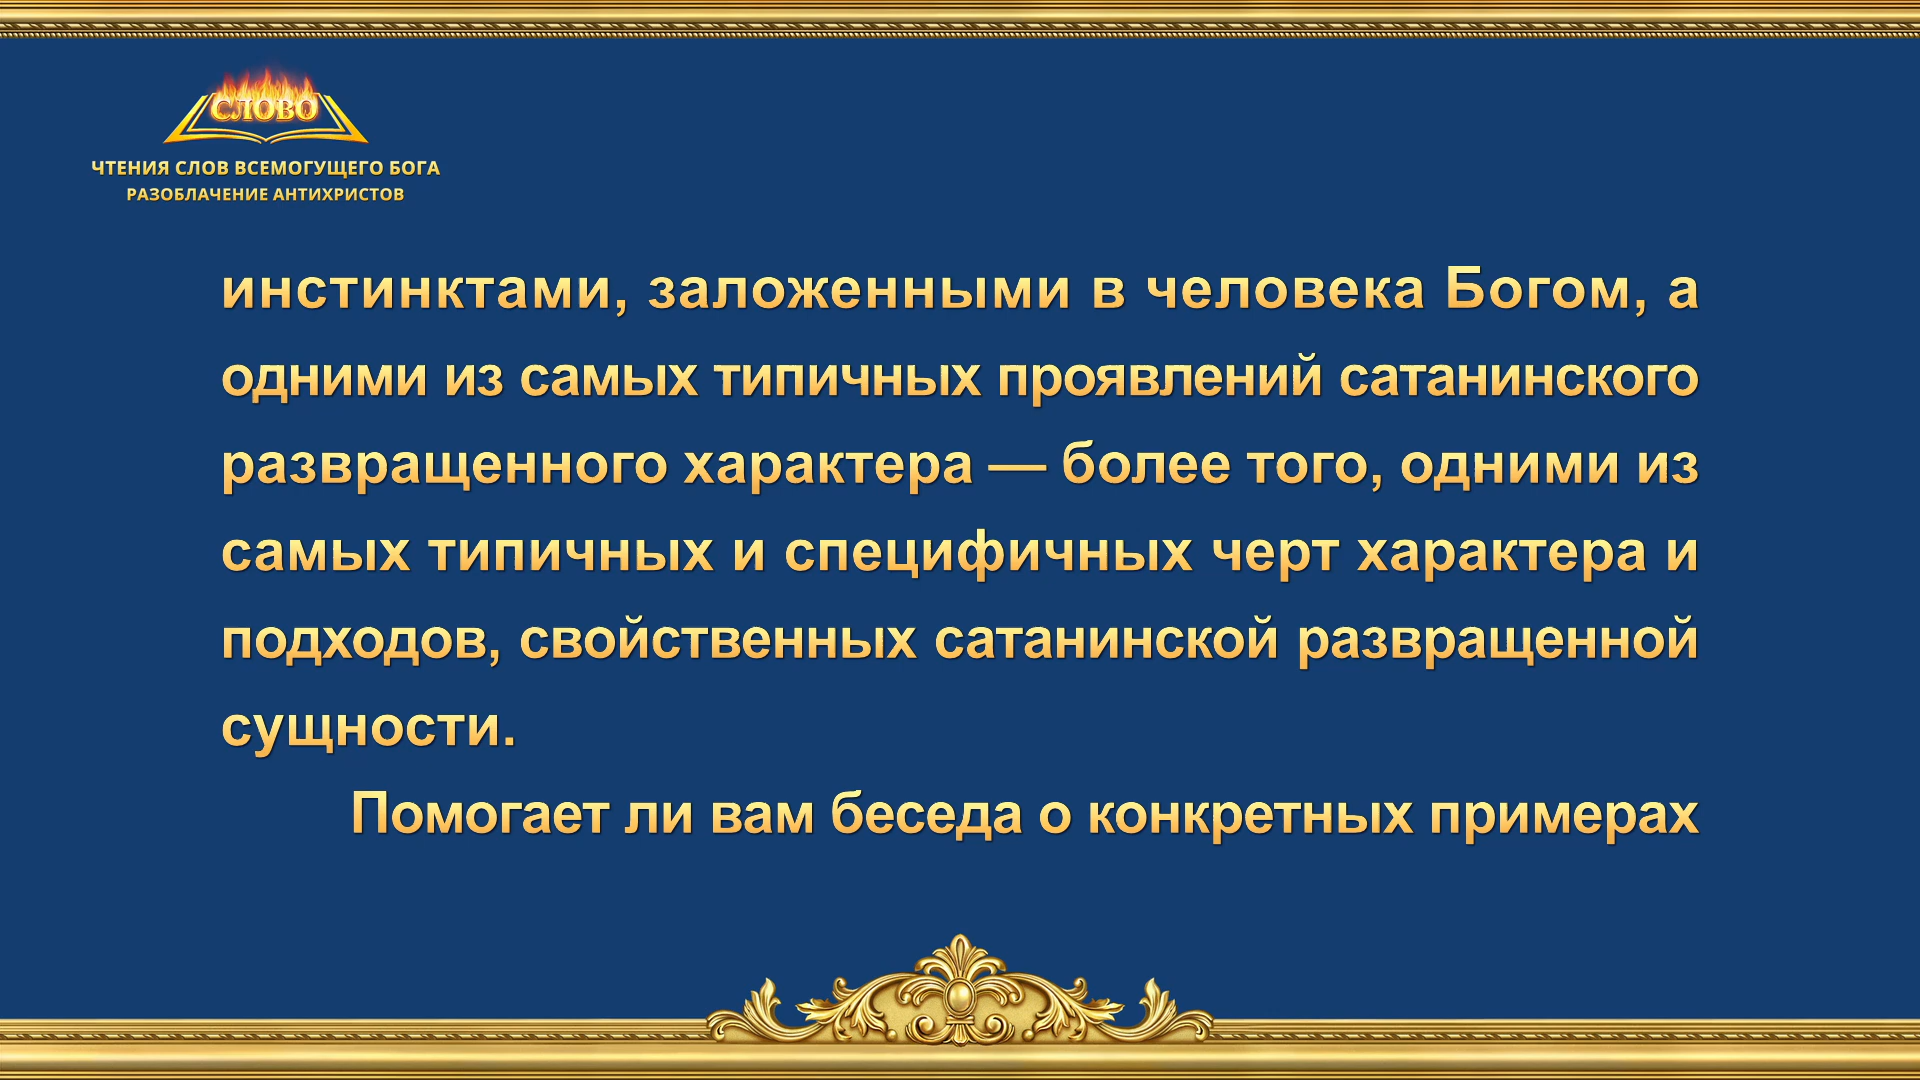 СЛОВО
ЧТЕНИЯ СЛОВ ВСЕМОГУЩЕГО БОГА
РАЗОБЛАЧЕНИЕ АНТИХРИСТОВ
инстинктами, заложенными в человека Богом, а
одними из самых типичных проявлений сатанинского
развращенного характера — более того, одними из
самых типичных и специфичных черт характера и
подходов, свойственных сатанинской развращенной
сущности.
Помогает ли вам беседа о конкретных примерах